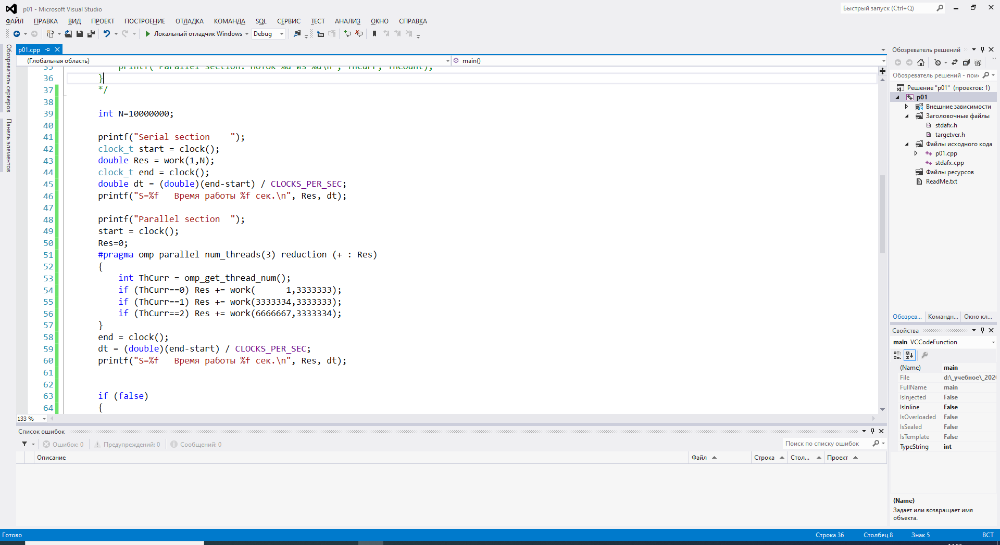 p01 - Microsoft Visual Studio
Быстрый запуск (Ctrl+Q)
ФАЙЛ ПРАВКА ВИД ПРОЕКТ ПОСТРОЕНИЕ ОТЛАДКА КОМАНДА SQL СЕРВИС ТЕСТ АНАЛИЗ ОКНО СПРАВКА
Локальный отладчик Windows Debug
Обозреватель серверов
Панель элементов
p01.cpp
(Глобальная область) main()
35 printf("Parallel section: Поток %d из %d\n", ThCurr, ThCount);
36 }
37 */
38
39 int N=10000000;
40
41 printf("Serial section    ");
42 clock_t start = clock();
43 double Res = work(1,N);
44 clock_t end = clock();
45 double dt = (double)(end-start) / CLOCKS_PER_SEC;
46 printf("S=%f   Время работы %f сек.\n", Res, dt);
47
48 printf("Parallel section  ");
49 start = clock();
50 Res=0;
51 #pragma omp parallel num_threads(3) reduction (+ : Res)
52 {
53 int ThCurr = omp_get_thread_num();
54 if (ThCurr==0) Res += work(      1,3333333);
55 if (ThCurr==1) Res += work(3333334,3333333);
56 if (ThCurr==2) Res += work(6666667,3333334);
57 }
58 end = clock();
59 dt = (double)(end-start) / CLOCKS_PER_SEC;
60 printf("S=%f   Время работы %f сек.\n", Res, dt);
61
62
63 if (false)
64 {
133 %
Список ошибок
Ошибок: 0 Предупреждений: 0 Сообщений: 0
Поиск по списку ошибок
Описание Файл Строка Стол... Проект
Обозреватель решений
Обозреватель решений - пои
Решение "p01" (проектов: 1)
p01
Внешние зависимости
Заголовочные файлы
stdafx.h
targetver.h
Файлы исходного кода
p01.cpp
stdafx.cpp
Файлы ресурсов
ReadMe.txt
Обозрев... Командн... Окно кл...
Свойства
main VCCodeFunction
(Name) main
File d:\_учебное\_202
FullName main
IsInjected False
IsInline False
IsOverloaded False
IsSealed False
IsTemplate False
TypeString int
(Name)
Задает или возвращает имя
объекта.
Готово Строка 36 Столбец 8 Знак 5 ВСТ